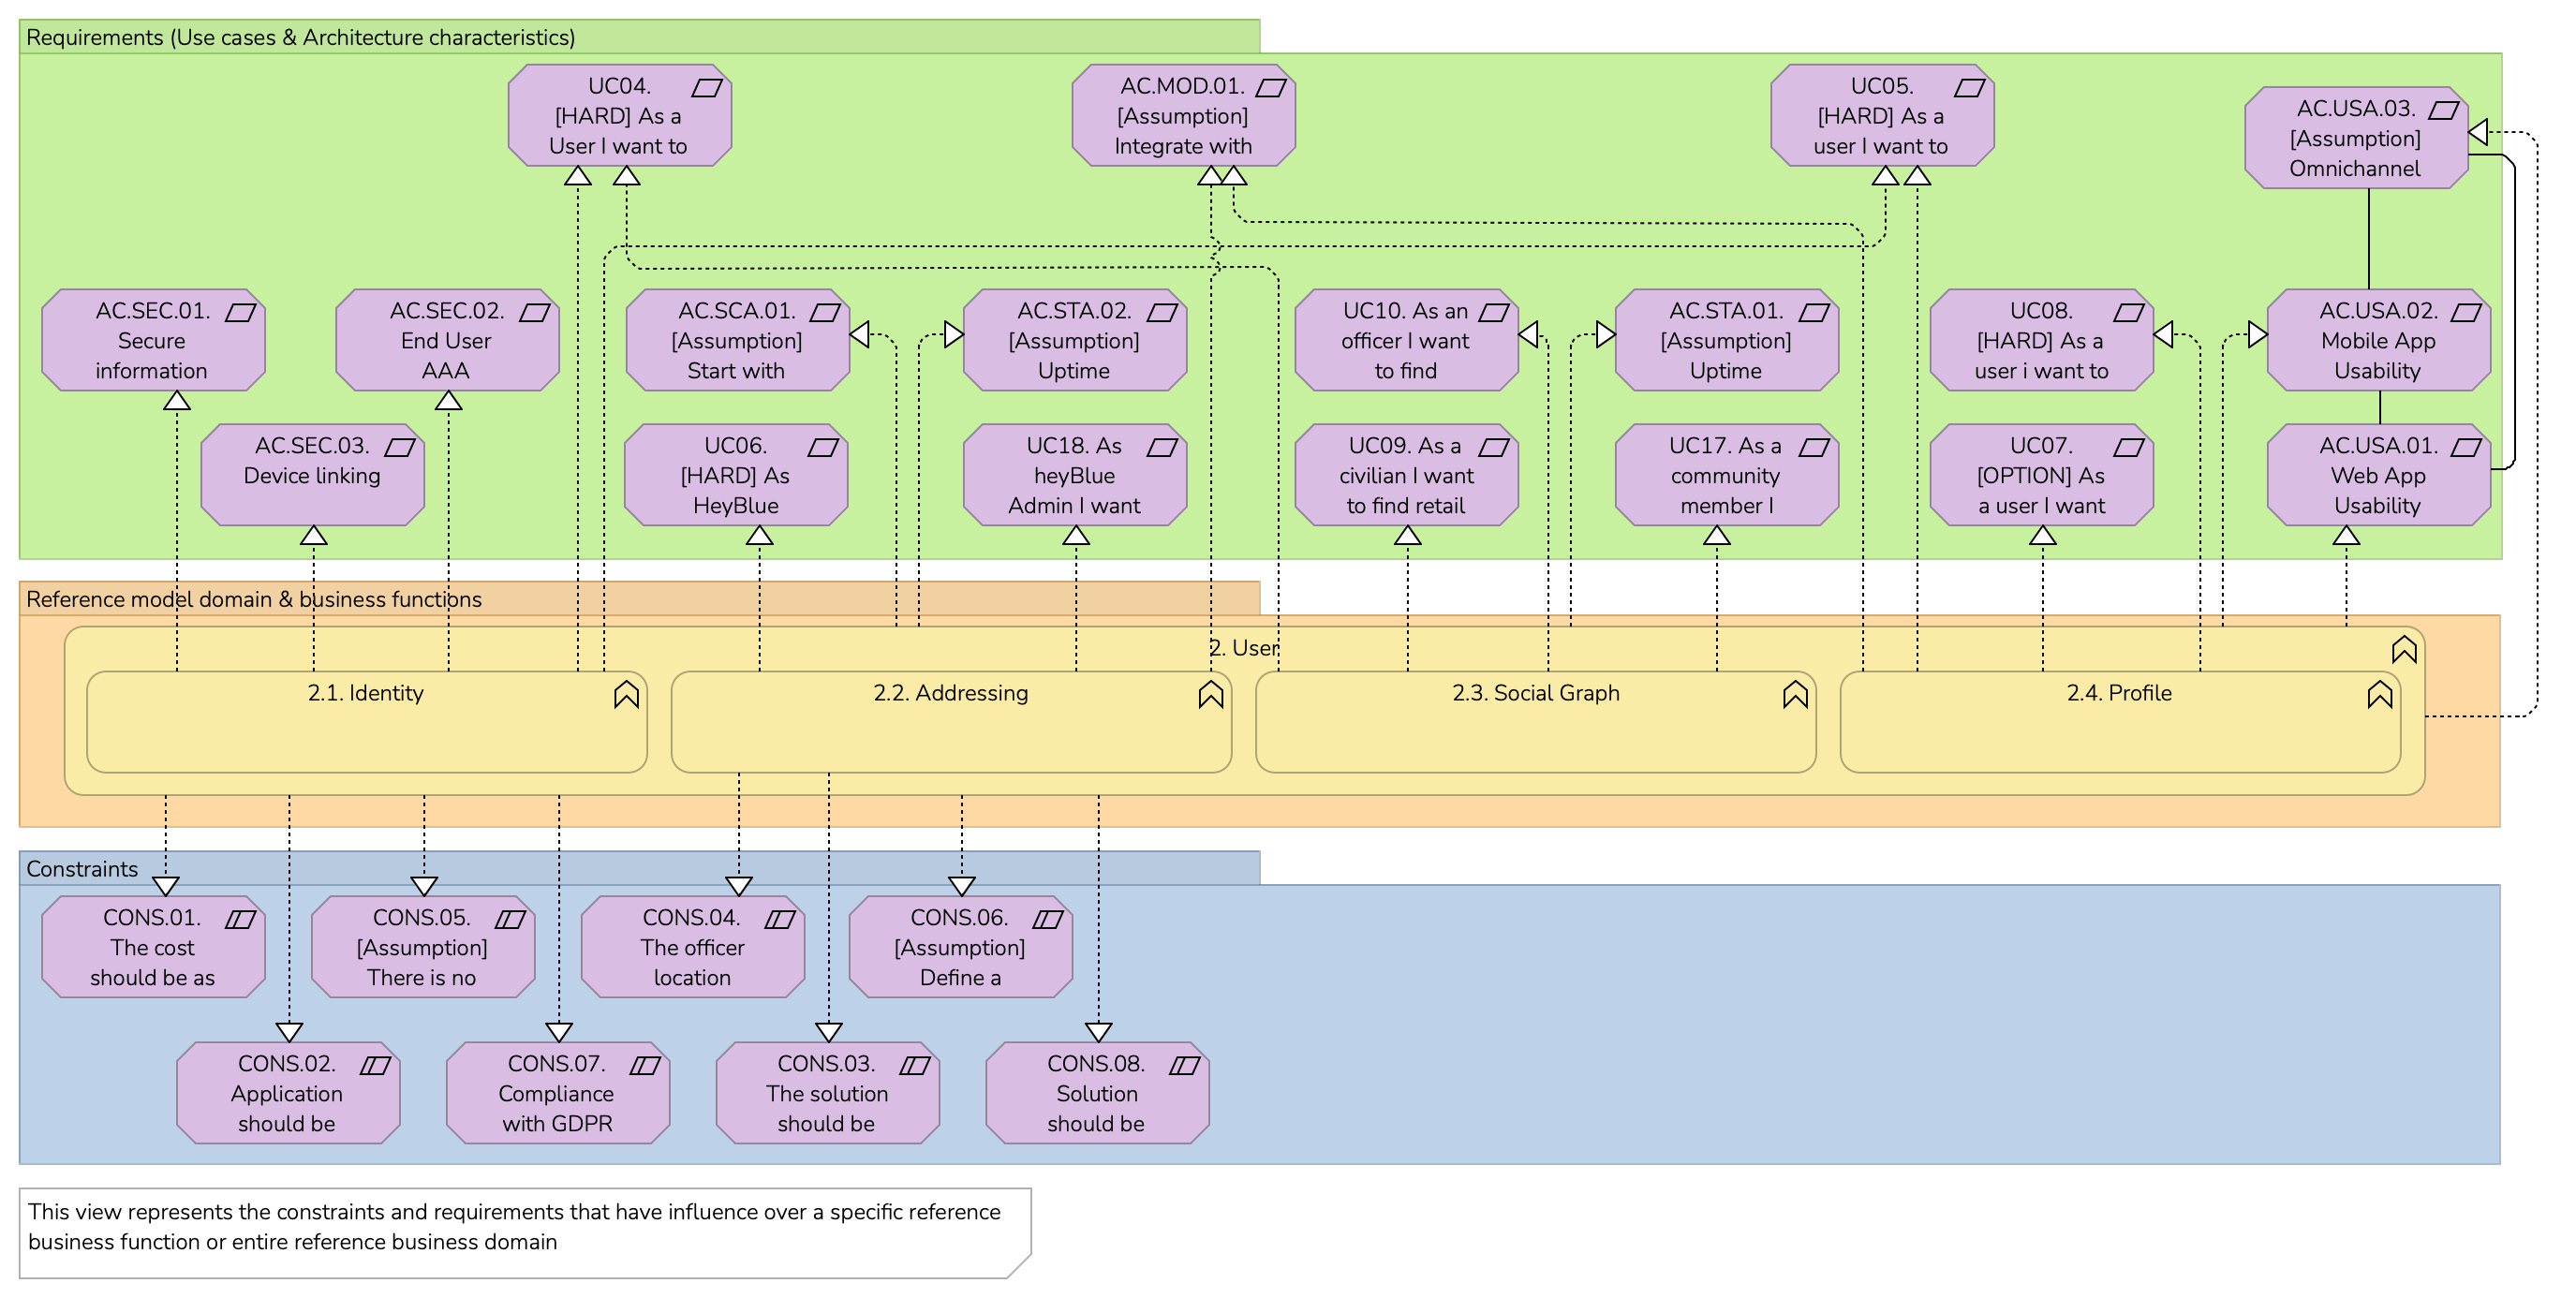 Requirements (Use cases & Architecture characteristics)
UC04.
[HARD] As a
User I want to
AC.MOD.01.
[Assumption]
Integrate with
UC05.
[HARD] As a
user I want to
AC.USA.03.
[Assumption]
Omnichannel
AC.SEC.01.
Secure
information
AC.SEC.02.
End User
AAA
AC.SCA.01.
[Assumption]
Start with
AC.STA.02.
[Assumption]
Uptime
UC10. As an
officer I want
to find
AC.STA.01.
[Assumption]
Uptime
UC08.
[HARD] As a
user i want to
AC.USA.02.
Mobile App
Usability
AC.SEC.03.
Device linking
UC06.
[HARD] As
HeyBlue
UC18. As
heyBlue
Admin I want
UC09. As a
civilian I want
to find retail
UC17. As a
community
member I
UC07.
[OPTION] As
a user I want
AC.USA.01.
Web App
Usability
Reference model domain & business functions
2. User
2.1. Identity
2.2. Addressing
2.3. Social Graph
2.4. Profile
Constraints
CONS.01.
The cost
should be as
CONS.05.
[Assumption]
There is no
CONS.04.
The officer
location
CONS.06.
[Assumption]
Define a
CONS.02.
Application
should be
CONS.07.
Compliance
with GDPR
CONS.03.
The solution
should be
CONS.08.
Solution
should be
This view represents the constraints and requirements that have influence over a specific reference
business function or entire reference business domain